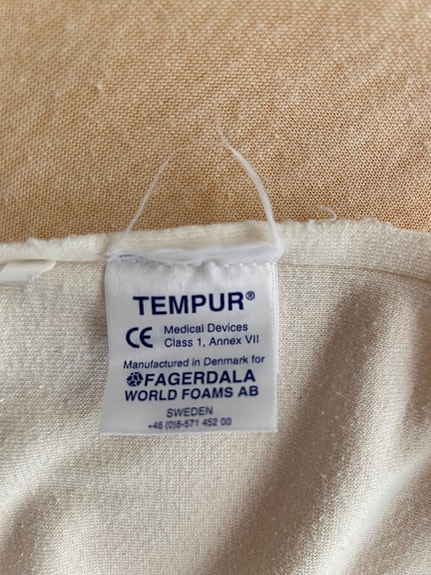 TEMPUR®
CE Medical Devices
Class 1, Annex VII
Manufactured in Denmark for
FAGERDALA
WORLD FOAMS AB
SWEDEN
+46 (0)8-571 452 00